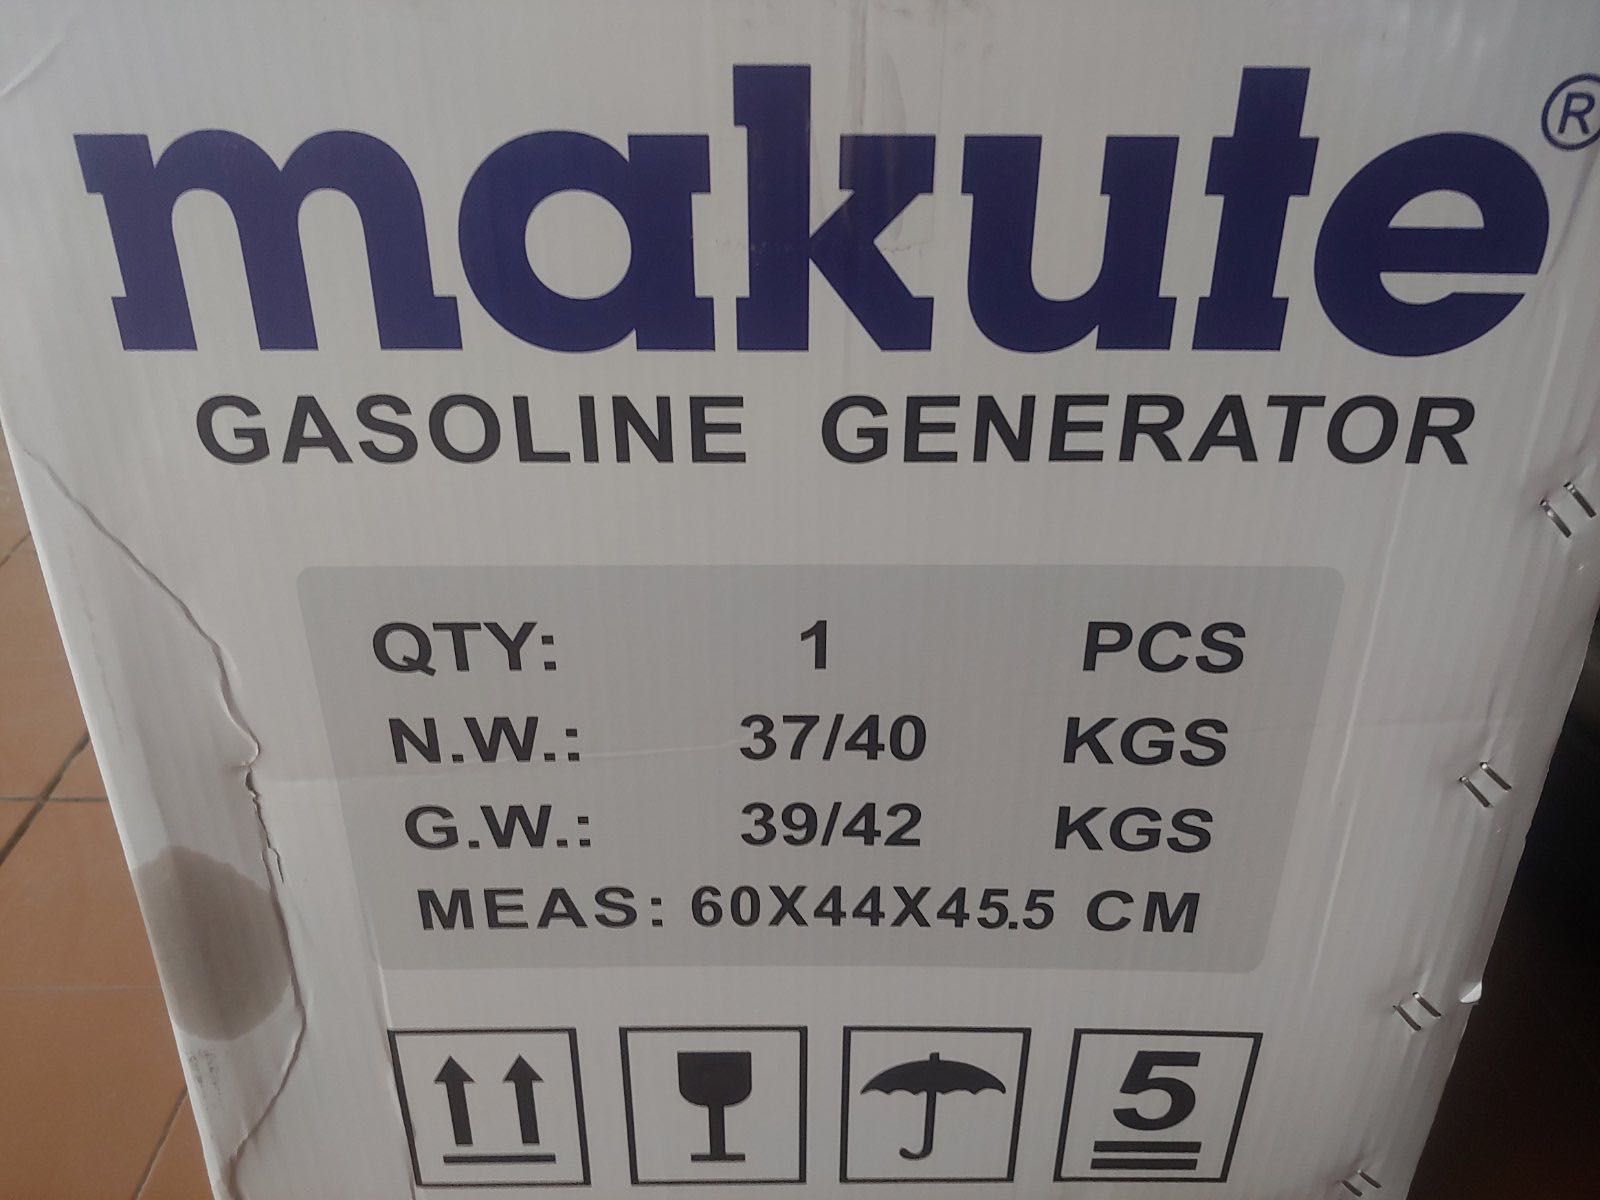 makute®
GASOLINE GENERATOR
QTY: 1 PCS
N.W.: 37/40 KGS
G.W.: 39/42 KGS
MEAS: 60X44X45.5 CM
5